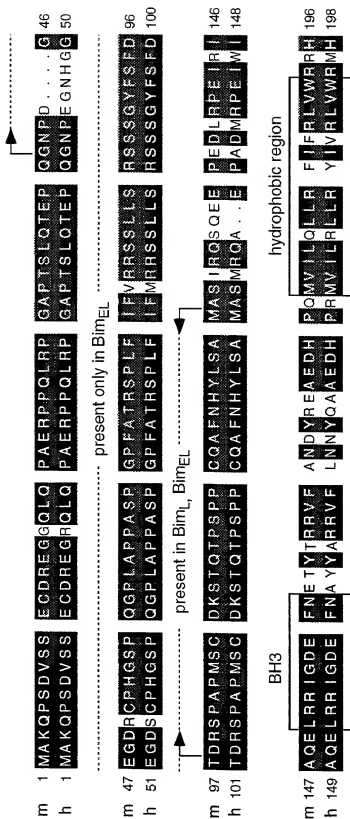 m 1 MAKQPSDVSS ECDREGGQLQ PAERPPQLRP GAPTSLQTEP QGNPD....G 46
h 1 MAKQPSDVSS ECDREGRQLQ PAERPPQLRP GAPTSLQTEP QGNPEGNHGG 50
present only in BimEL
m 47 EGDRCPHGSP QGPLAPPASP GPFATRSPLF IFVRRSSLLS RSSSGYFSFD 96
h 51 EGDSCPHGSP QGPLAPPASP GPFATRSPLF IFMRRSSLLS RSSSGYFSFD 100
present in BimL, BimEL
m 97 TDRSPAPMSC DKSTQTPSPP CQAFNHYLSA MASIRQSQEE PEDLRPEIRI 146
h 101 TDRSPAPMSC DKSTQTPSPP CQAFNHYLSA MASMRQA..E PADMRPEIWI 148
m 147 AQELRRIGDE FNETYTRRVF ANDYREAEDH PQMVILQLLR FIFRLVWRRH 196
h 149 AQELRRIGDE FNAYYARRVF LNNYQAAEDH PRMVILRLLR YIVRLVWRMH 198
BH3 hydrophobic region